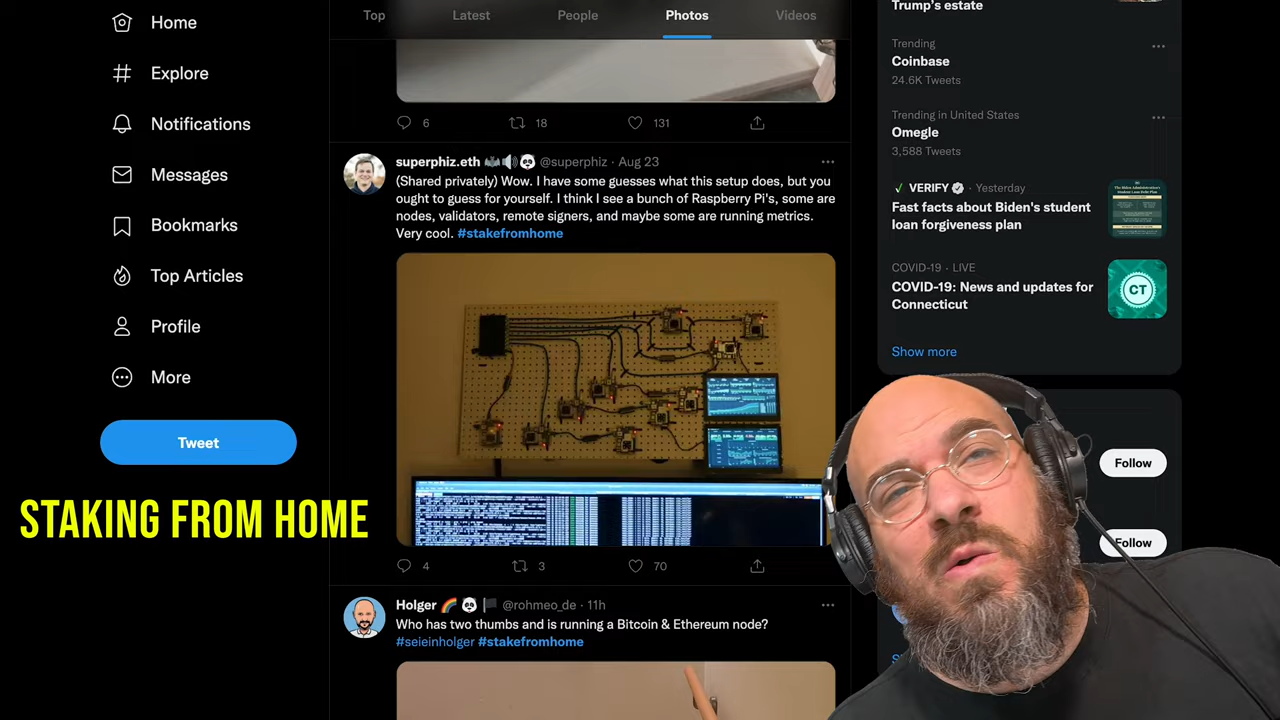 Home
Explore
Notifications
Messages
Bookmarks
Top Articles
Profile
More
Tweet
STAKING FROM HOME
Top Latest People Photos Videos
6 18 131
superphiz.eth @superphiz · Aug 23
(Shared privately) Wow. I have some guesses what this setup does, but you
ought to guess for yourself. I think I see a bunch of Raspberry Pi's, some are
nodes, validators, remote signers, and maybe some are running metrics.
Very cool. #stakefromhome
4 3 70
Holger @rohmeo_de · 11h
Who has two thumbs and is running a Bitcoin & Ethereum node?
#seieinholger #stakefromhome
Trump's estate
Trending
Coinbase
24.6K Tweets
Trending in United States
Omegle
3,588 Tweets
VERIFY · Yesterday
Fast facts about Biden's student
loan forgiveness plan
COVID-19 · LIVE
COVID-19: News and updates for
Connecticut
CT
Show more
Follow
Follow